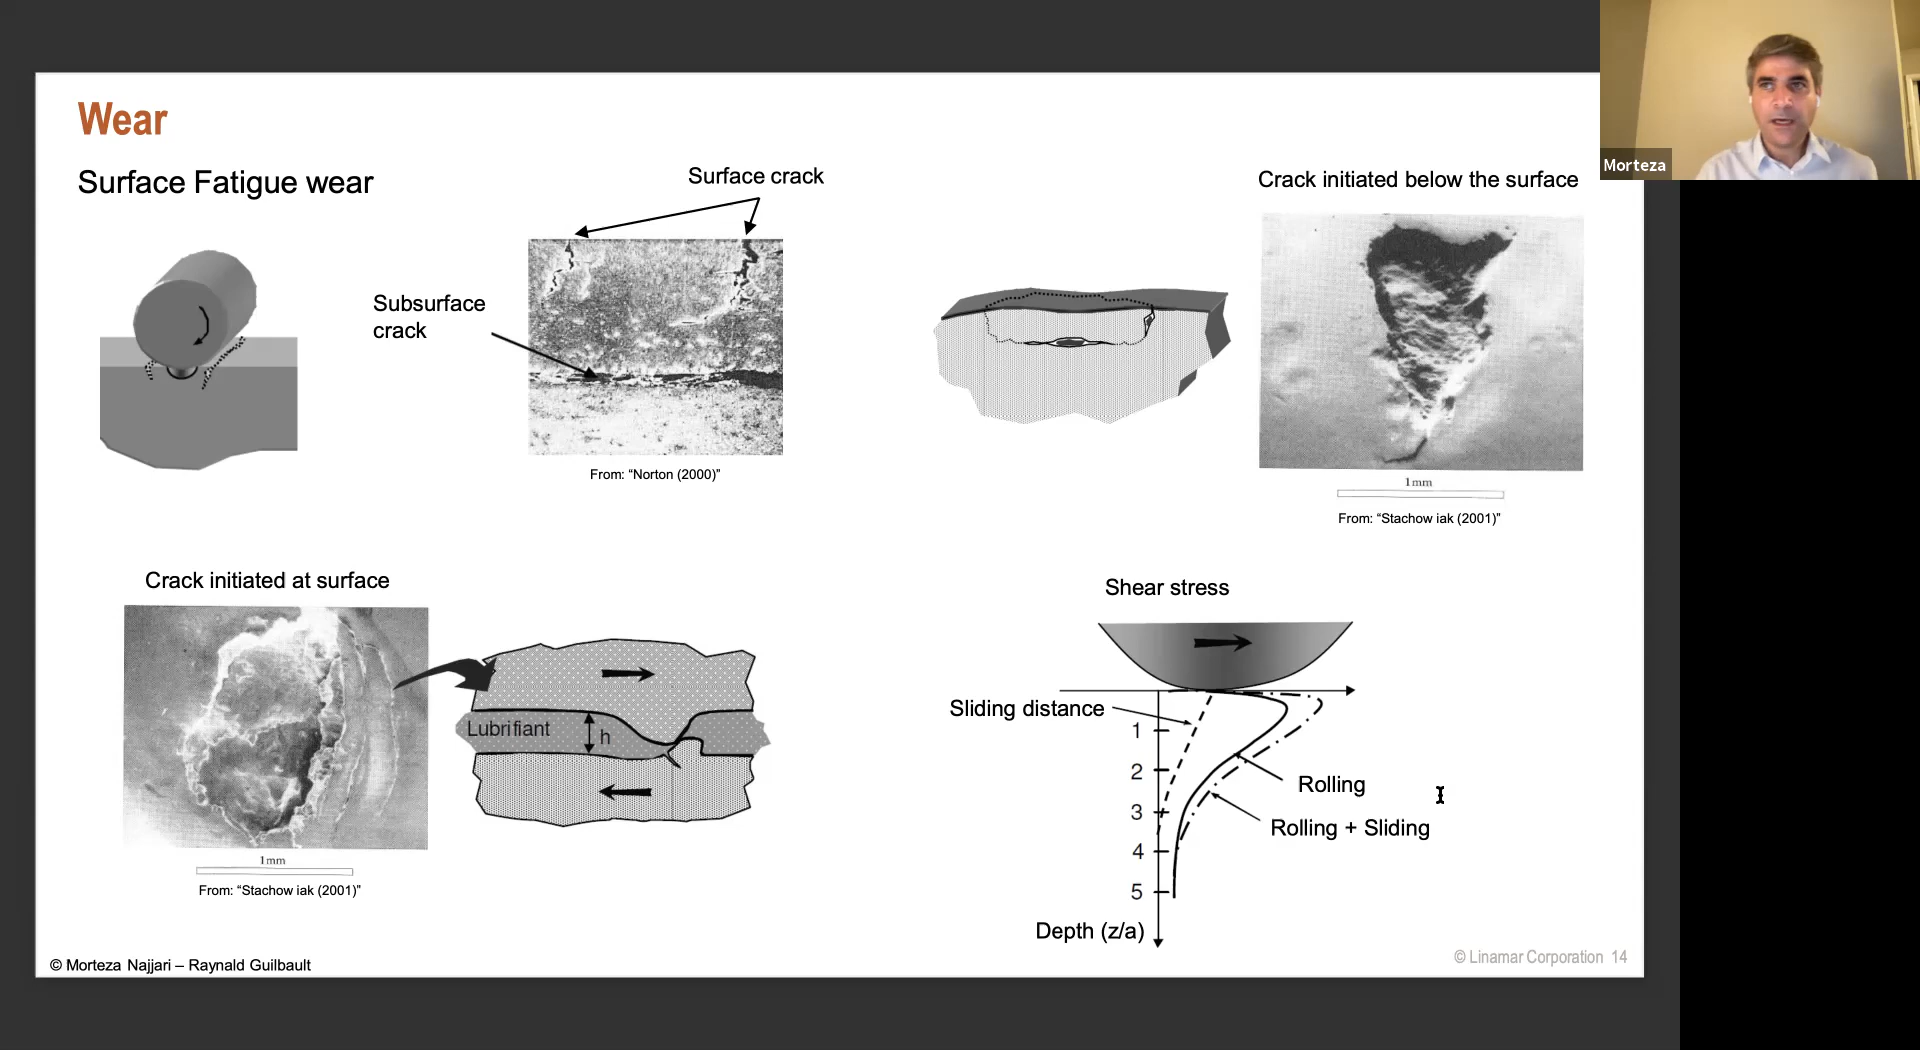 Morteza
Wear
Surface Fatigue wear
Surface crack
Subsurface
crack
From: “Norton (2000)”
Crack initiated below the surface
1mm
From: “Stachow iak (2001)”
Crack initiated at surface
1mm
From: “Stachow iak (2001)”
Lubrifiant
h
Shear stress
Sliding distance
1
2
3
4
5
Rolling
Rolling + Sliding
Depth (z/a)
© Morteza Najjari – Raynald Guilbault
© Linamar Corporation 14